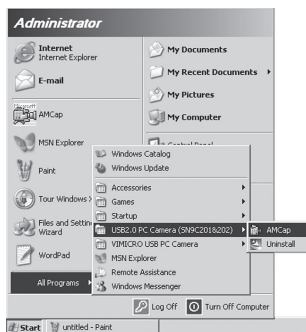 Administrator
Internet
Internet Explorer
My Documents
My Recent Documents
E-mail
My Pictures
AMCap
My Computer
MSN Explorer
Control Panel
Windows Catalog
Windows Update
Paint
Accessories
Games
Tour Windows
Startup
USB2.0 PC Camera (SN9C201&202)
AMCap
Files and Settin
Wizard
VIMICRO USB PC Camera
Uninstall
MSN Explorer
WordPad
Remote Assistance
Windows Messenger
All Programs
Log Off
Turn Off Computer
Start
untitled - Paint